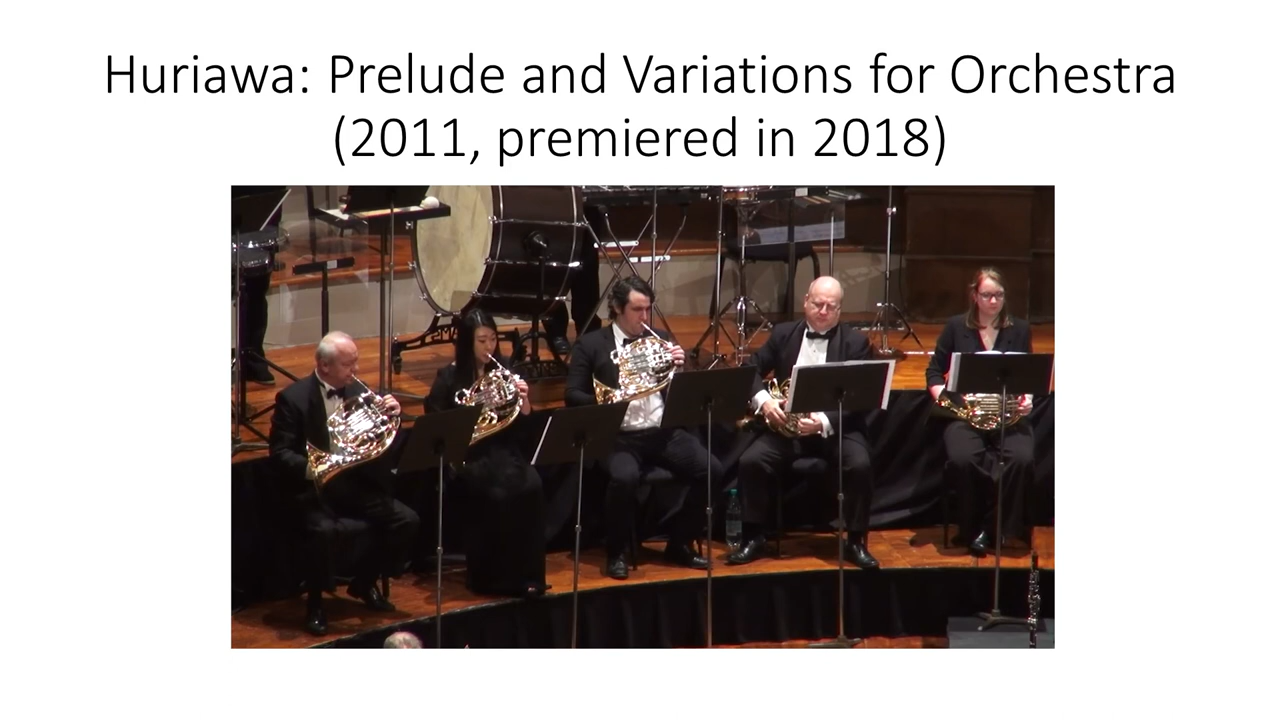 Huriawa: Prelude and Variations for Orchestra
(2011, premiered in 2018)